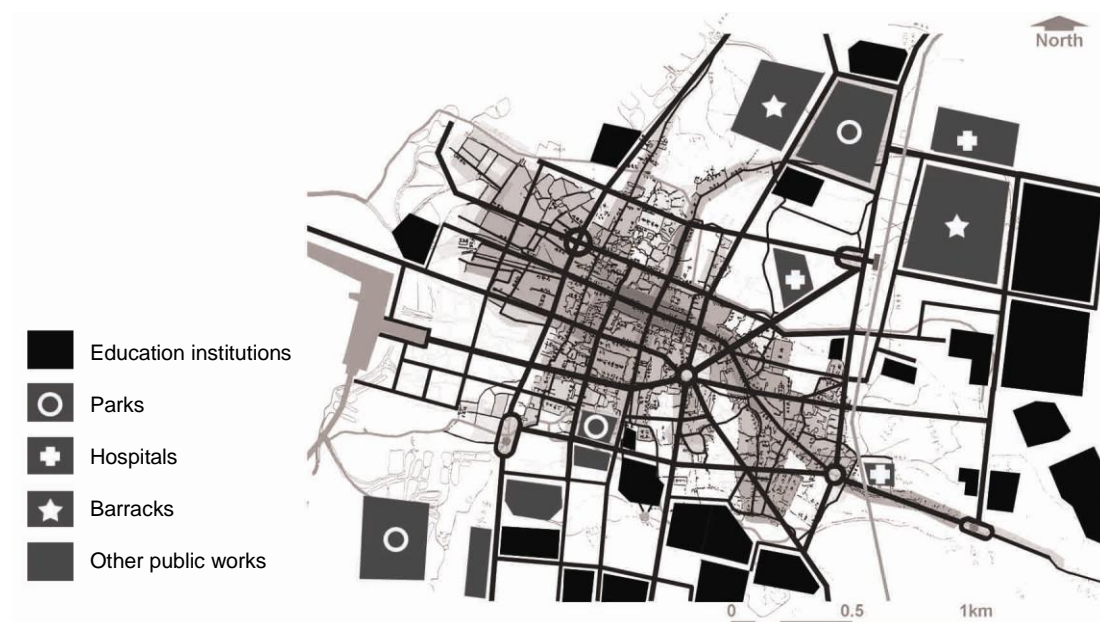 North
Education institutions
Parks
Hospitals
Barracks
Other public works
0 0.5 1km